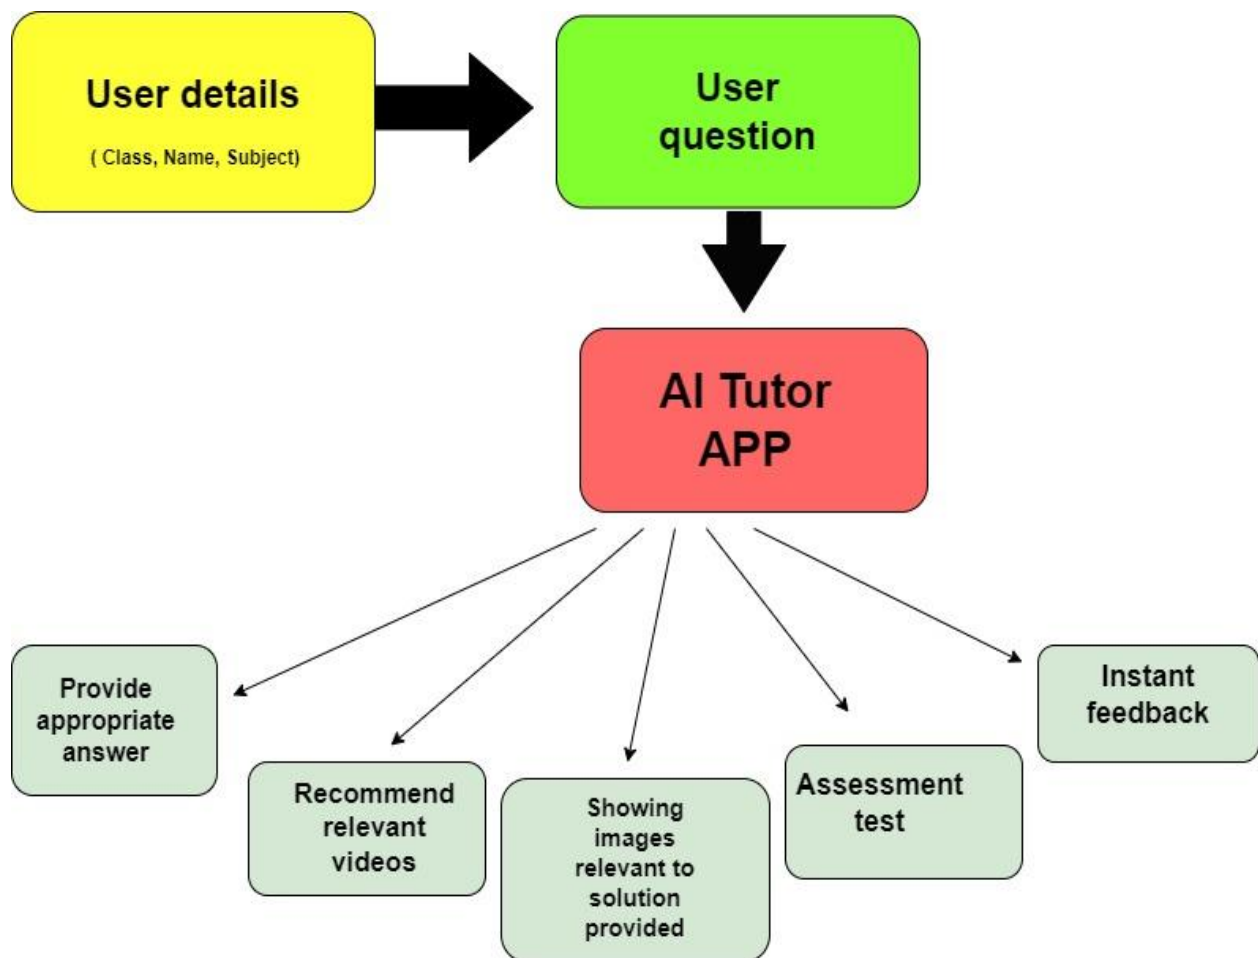 User details
( Class, Name, Subject)
User
question
AI Tutor
APP
Provide
appropriate
answer
Recommend
relevant
videos
Showing
images
relevant to
solution
provided
Assessment
test
Instant
feedback